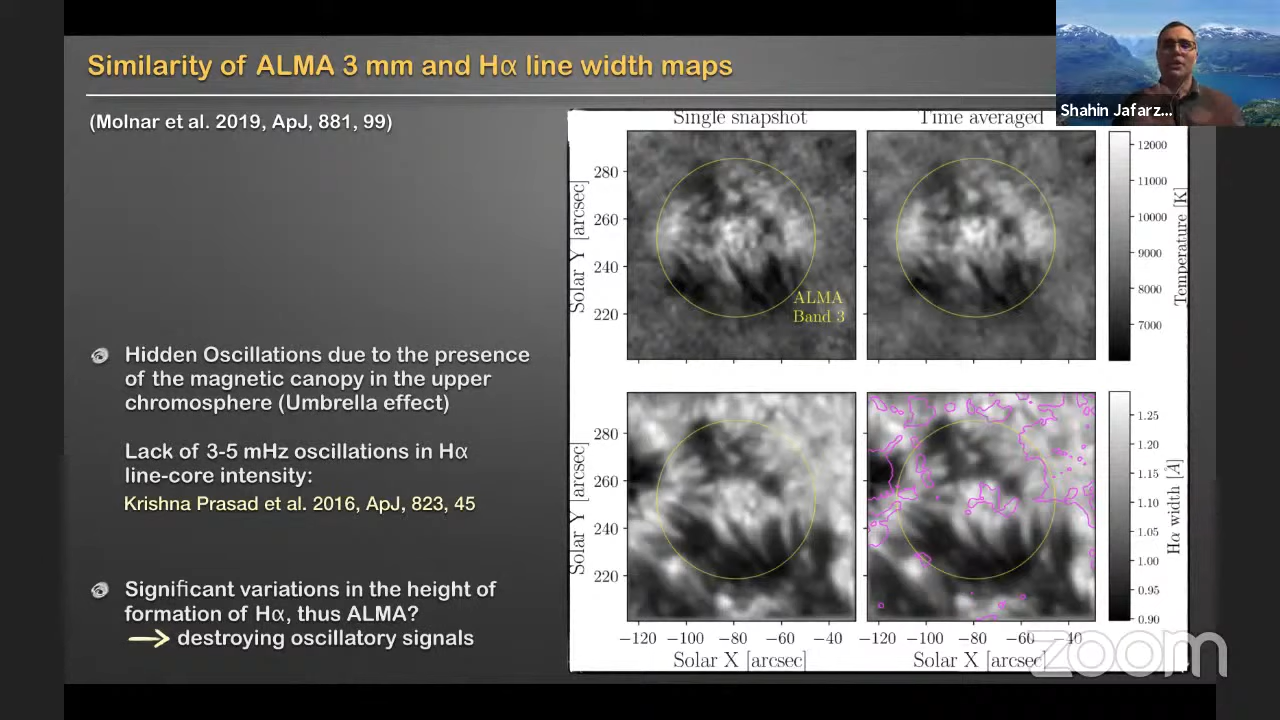 Similarity of ALMA 3 mm and Hα line width maps
Shahin Jafarz...
(Molnar et al. 2019, ApJ, 881, 99)
Hidden Oscillations due to the presence
of the magnetic canopy in the upper
chromosphere (Umbrella effect)
Lack of 3-5 mHz oscillations in Hα
line-core intensity:
Krishna Prasad et al. 2016, ApJ, 823, 45
Significant variations in the height of
formation of Hα, thus ALMA?
destroying oscillatory signals
Single snapshot
Time averaged
Solar Y [arcsec]
280
260
240
220
ALMA
Band 3
12000
11000
10000
9000
8000
7000
Temperature [K]
Solar Y [arcsec]
280
260
240
220
−120 −100 −80 −60 −40
Solar X [arcsec]
−120 −100 −80 −60 −40
Solar X [arcsec]
1.25
1.20
1.15
1.10
1.05
1.00
0.95
0.90
Hα width [Å]
zoom